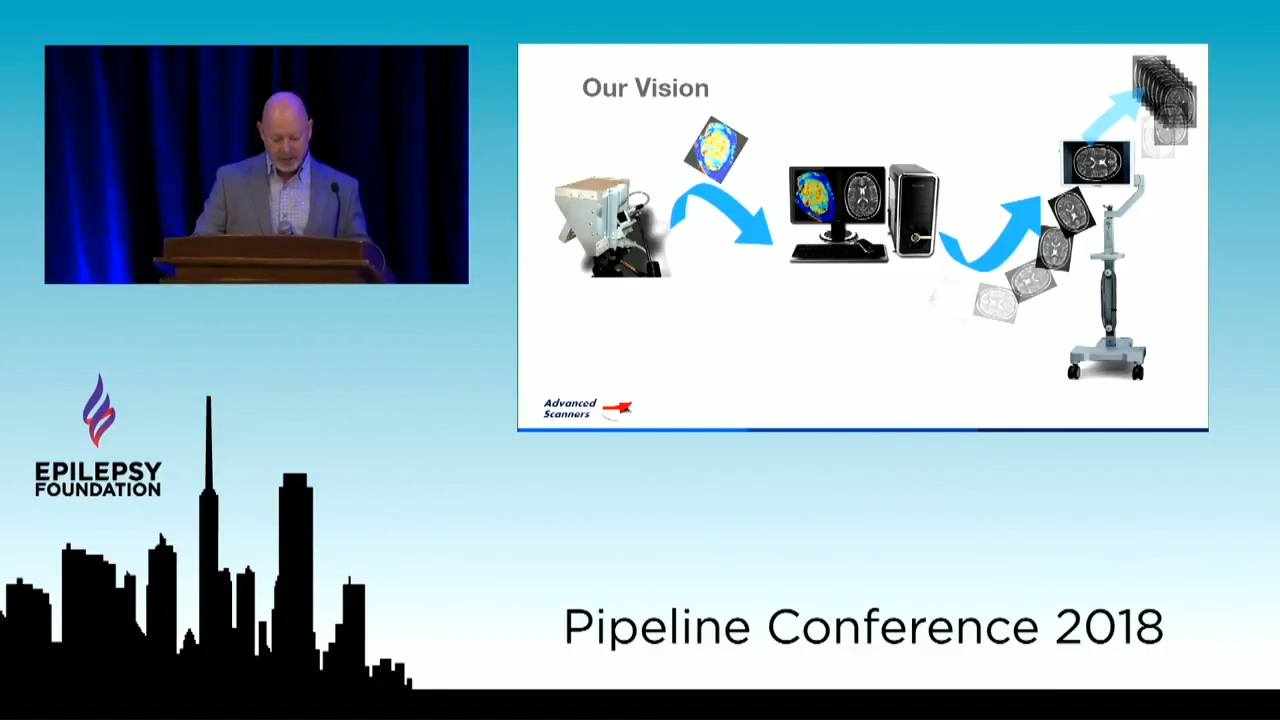 Our Vision
Advanced
Scanners
EPILEPSY
FOUNDATION
Pipeline Conference 2018